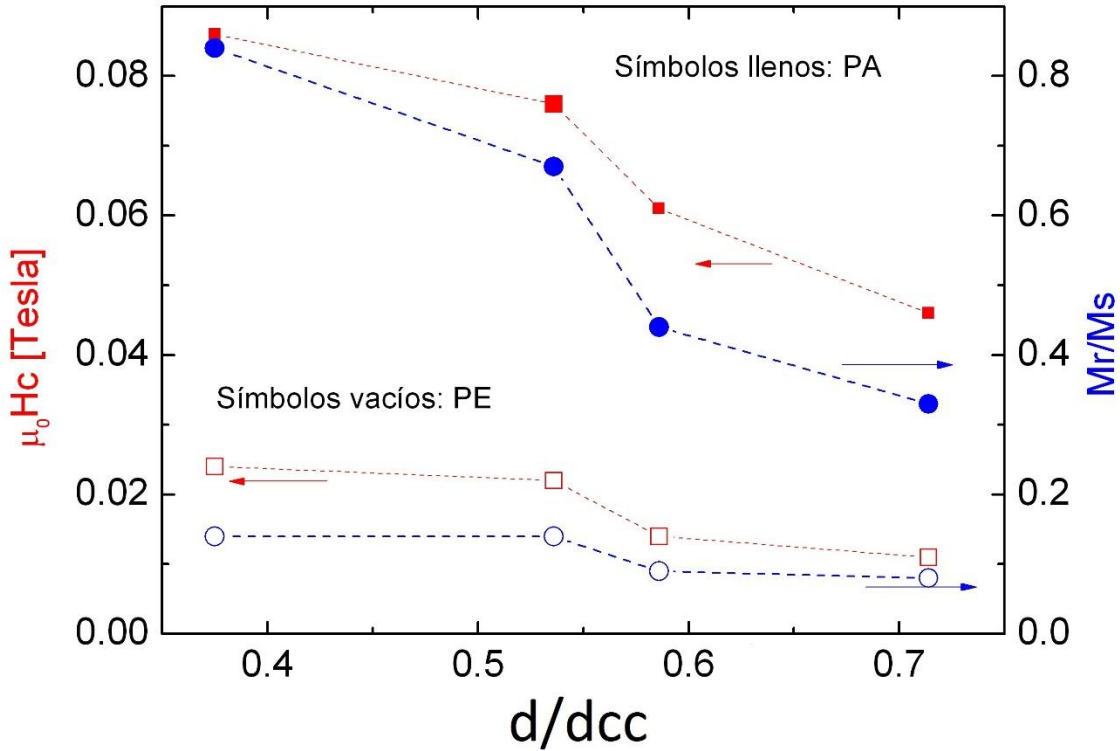 Símbolos llenos: PA
Símbolos vacíos: PE
μ₀Hc [Tesla]
0.08
0.06
0.04
0.02
0.00
Mr/Ms
0.8
0.6
0.4
0.2
0.0
0.4 0.5 0.6 0.7
d/dcc